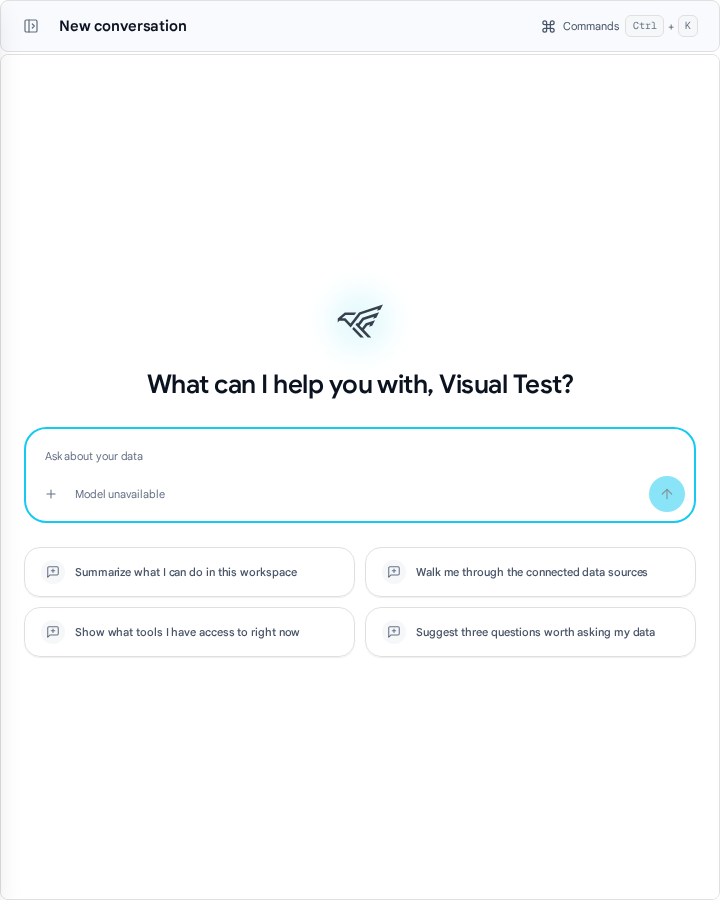 New conversation
Commands Ctrl + K
What can I help you with, Visual Test?
Ask about your data
Model unavailable
Summarize what I can do in this workspace
Walk me through the connected data sources
Show what tools I have access to right now
Suggest three questions worth asking my data